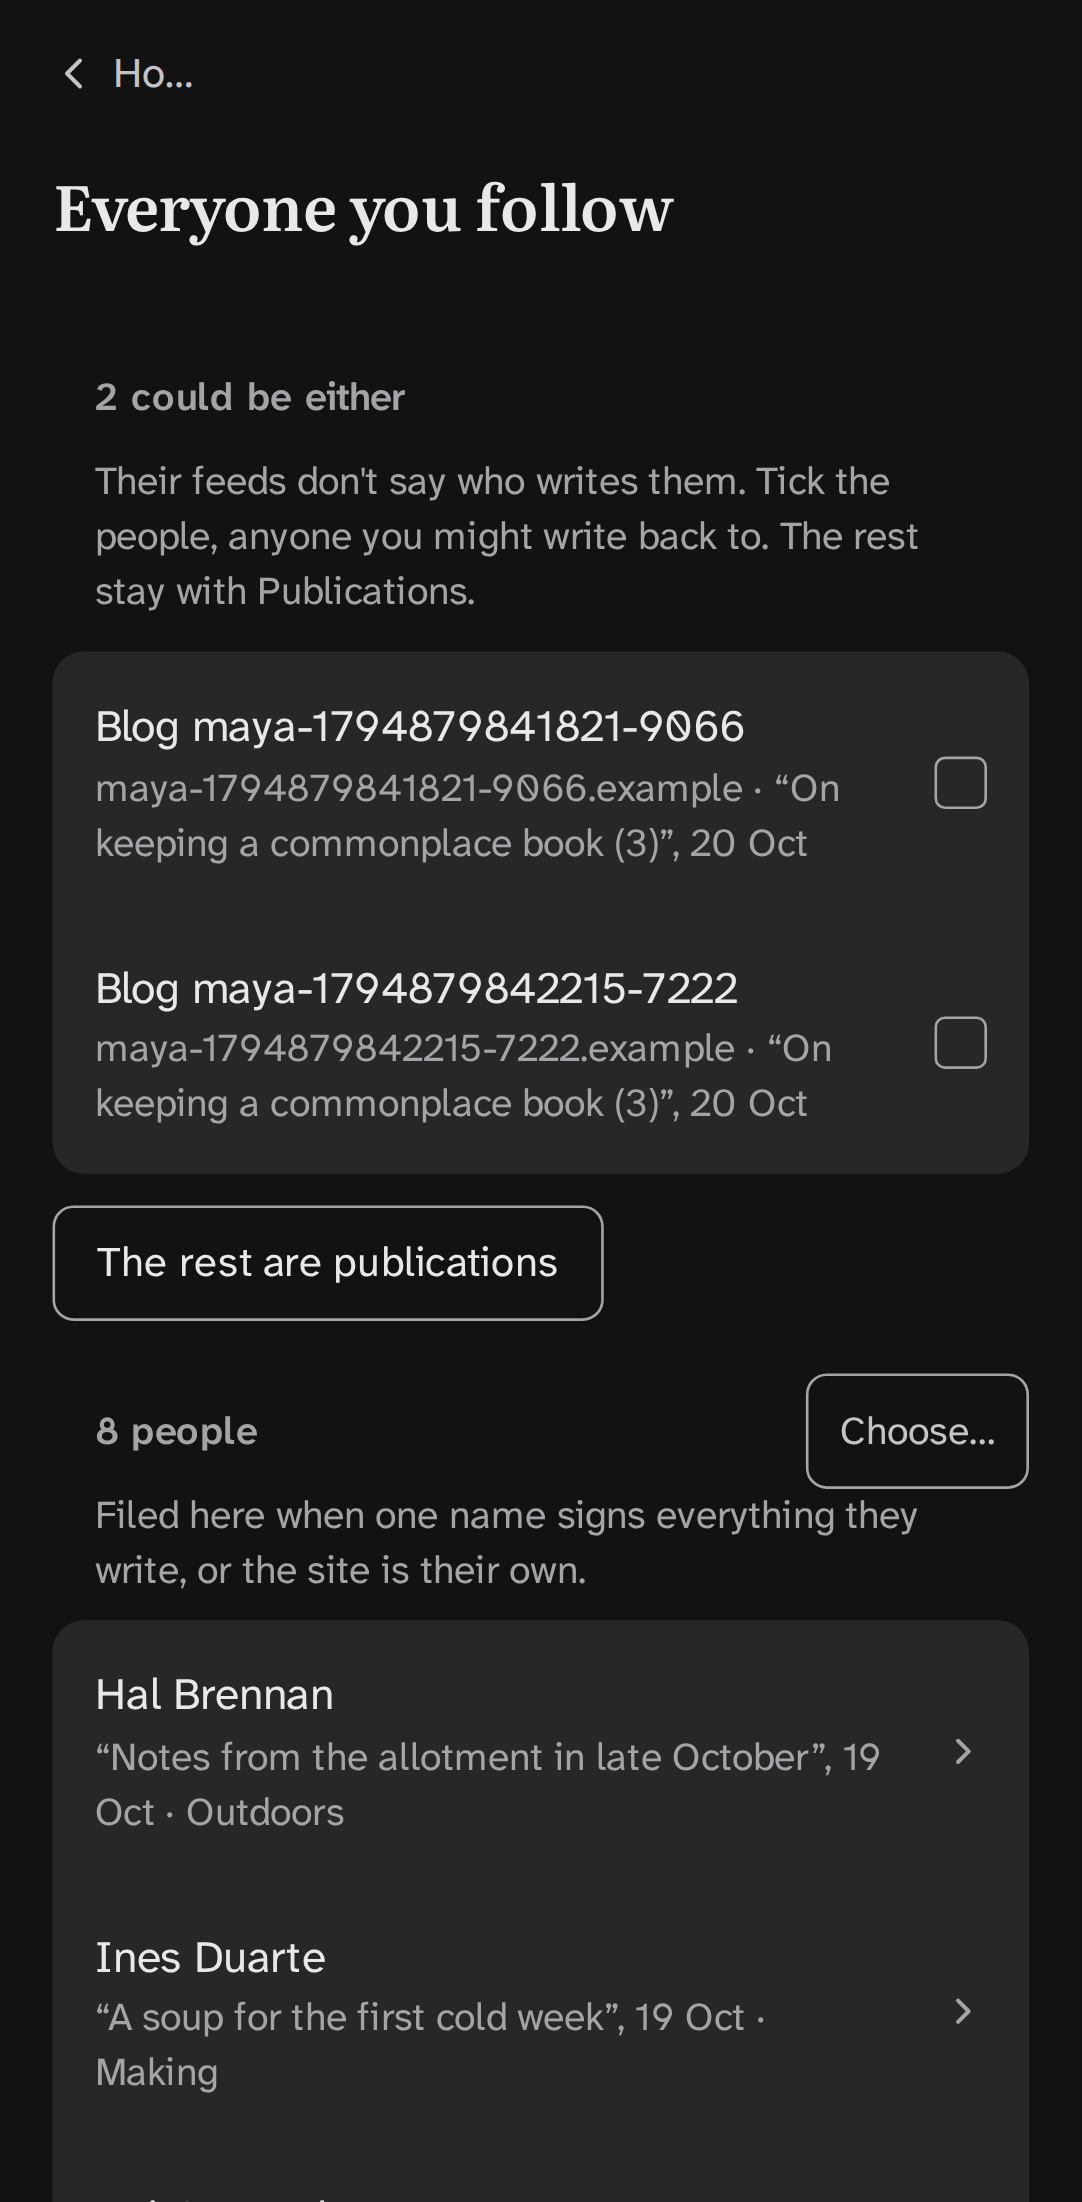 Ho...
Everyone you follow
2 could be either
Their feeds don't say who writes them. Tick the
people, anyone you might write back to. The rest
stay with Publications.
Blog maya-1794879841821-9066
maya-1794879841821-9066.example · “On
keeping a commonplace book (3)”, 20 Oct
Blog maya-1794879842215-7222
maya-1794879842215-7222.example · “On
keeping a commonplace book (3)”, 20 Oct
The rest are publications
8 people
Choose...
Filed here when one name signs everything they
write, or the site is their own.
Hal Brennan
“Notes from the allotment in late October”, 19
Oct · Outdoors
Ines Duarte
“A soup for the first cold week”, 19 Oct ·
Making